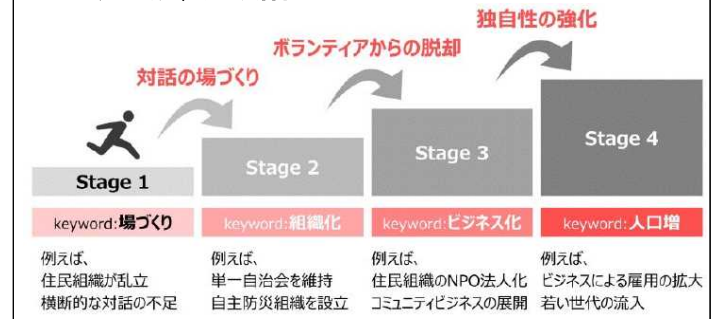 独自性の強化
ボランティアからの脱却
対話の場づくり
Stage 1
Stage 2
Stage 3
Stage 4
keyword:場づくり
keyword:組織化
keyword:ビジネス化
keyword:人口増
例えば、
住民組織が乱立
横断的な対話の不足
例えば、
単一自治会を維持
自主防災組織を設立
例えば、
住民組織のNPO法人化
コミュニティビジネスの展開
例えば、
ビジネスによる雇用の拡大
若い世代の流入